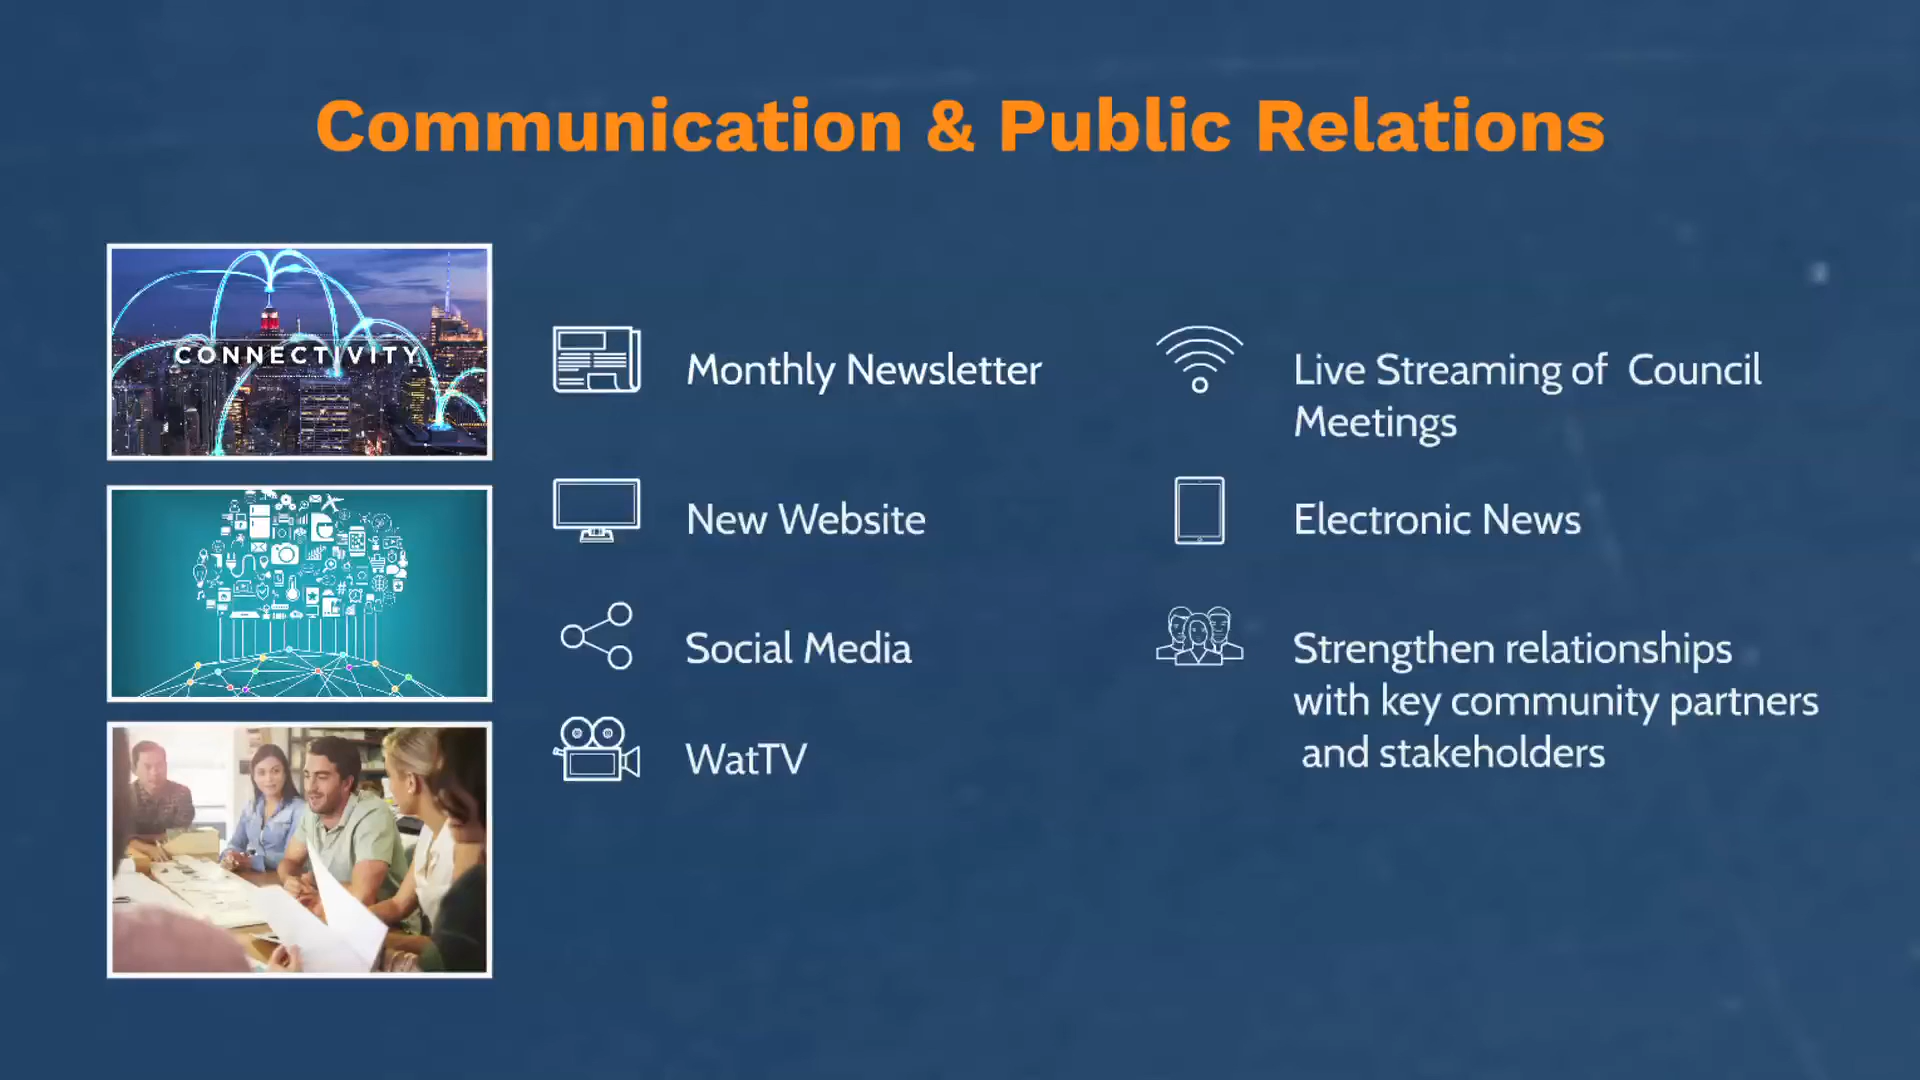 Communication & Public Relations
CONNECTIVITY
Monthly Newsletter
New Website
Social Media
WatTV
Live Streaming of  Council
Meetings
Electronic News
Strengthen relationships
with key community partners
and stakeholders